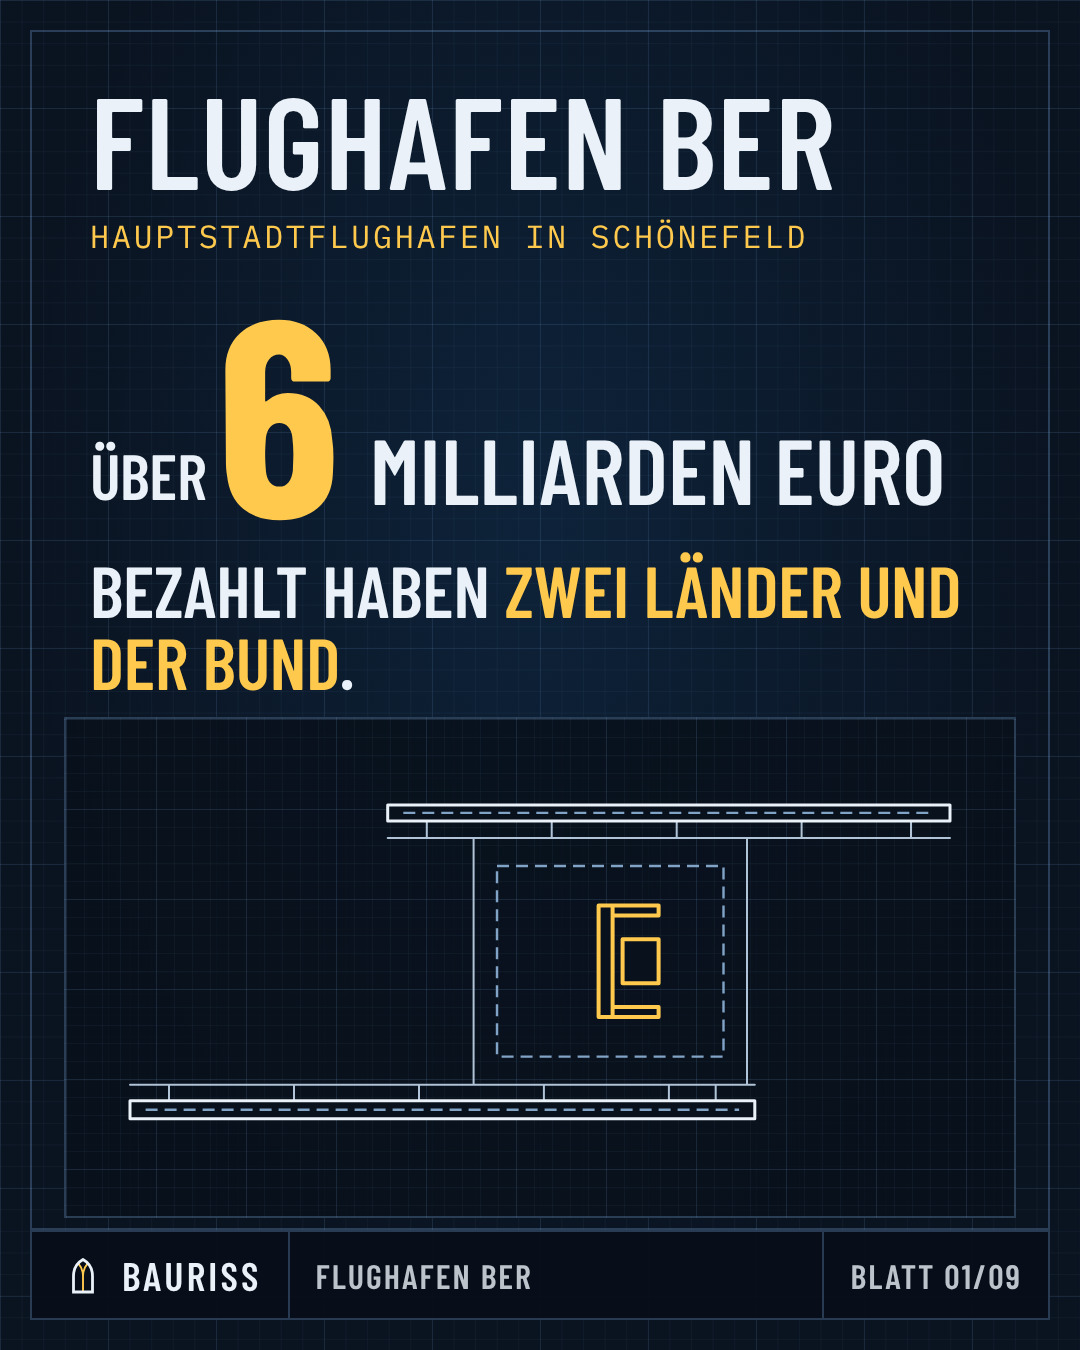 FLUGHAFEN BER
HAUPTSTADTFLUGHAFEN IN SCHÖNEFELD
ÜBER 6 MILLIARDEN EURO
BEZAHLT HABEN ZWEI LÄNDER UND
DER BUND.
BAURISS
FLUGHAFEN BER
BLATT 01/09